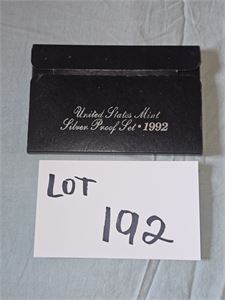 United States Mint
Silver Proof Set • 1992
LOT
192